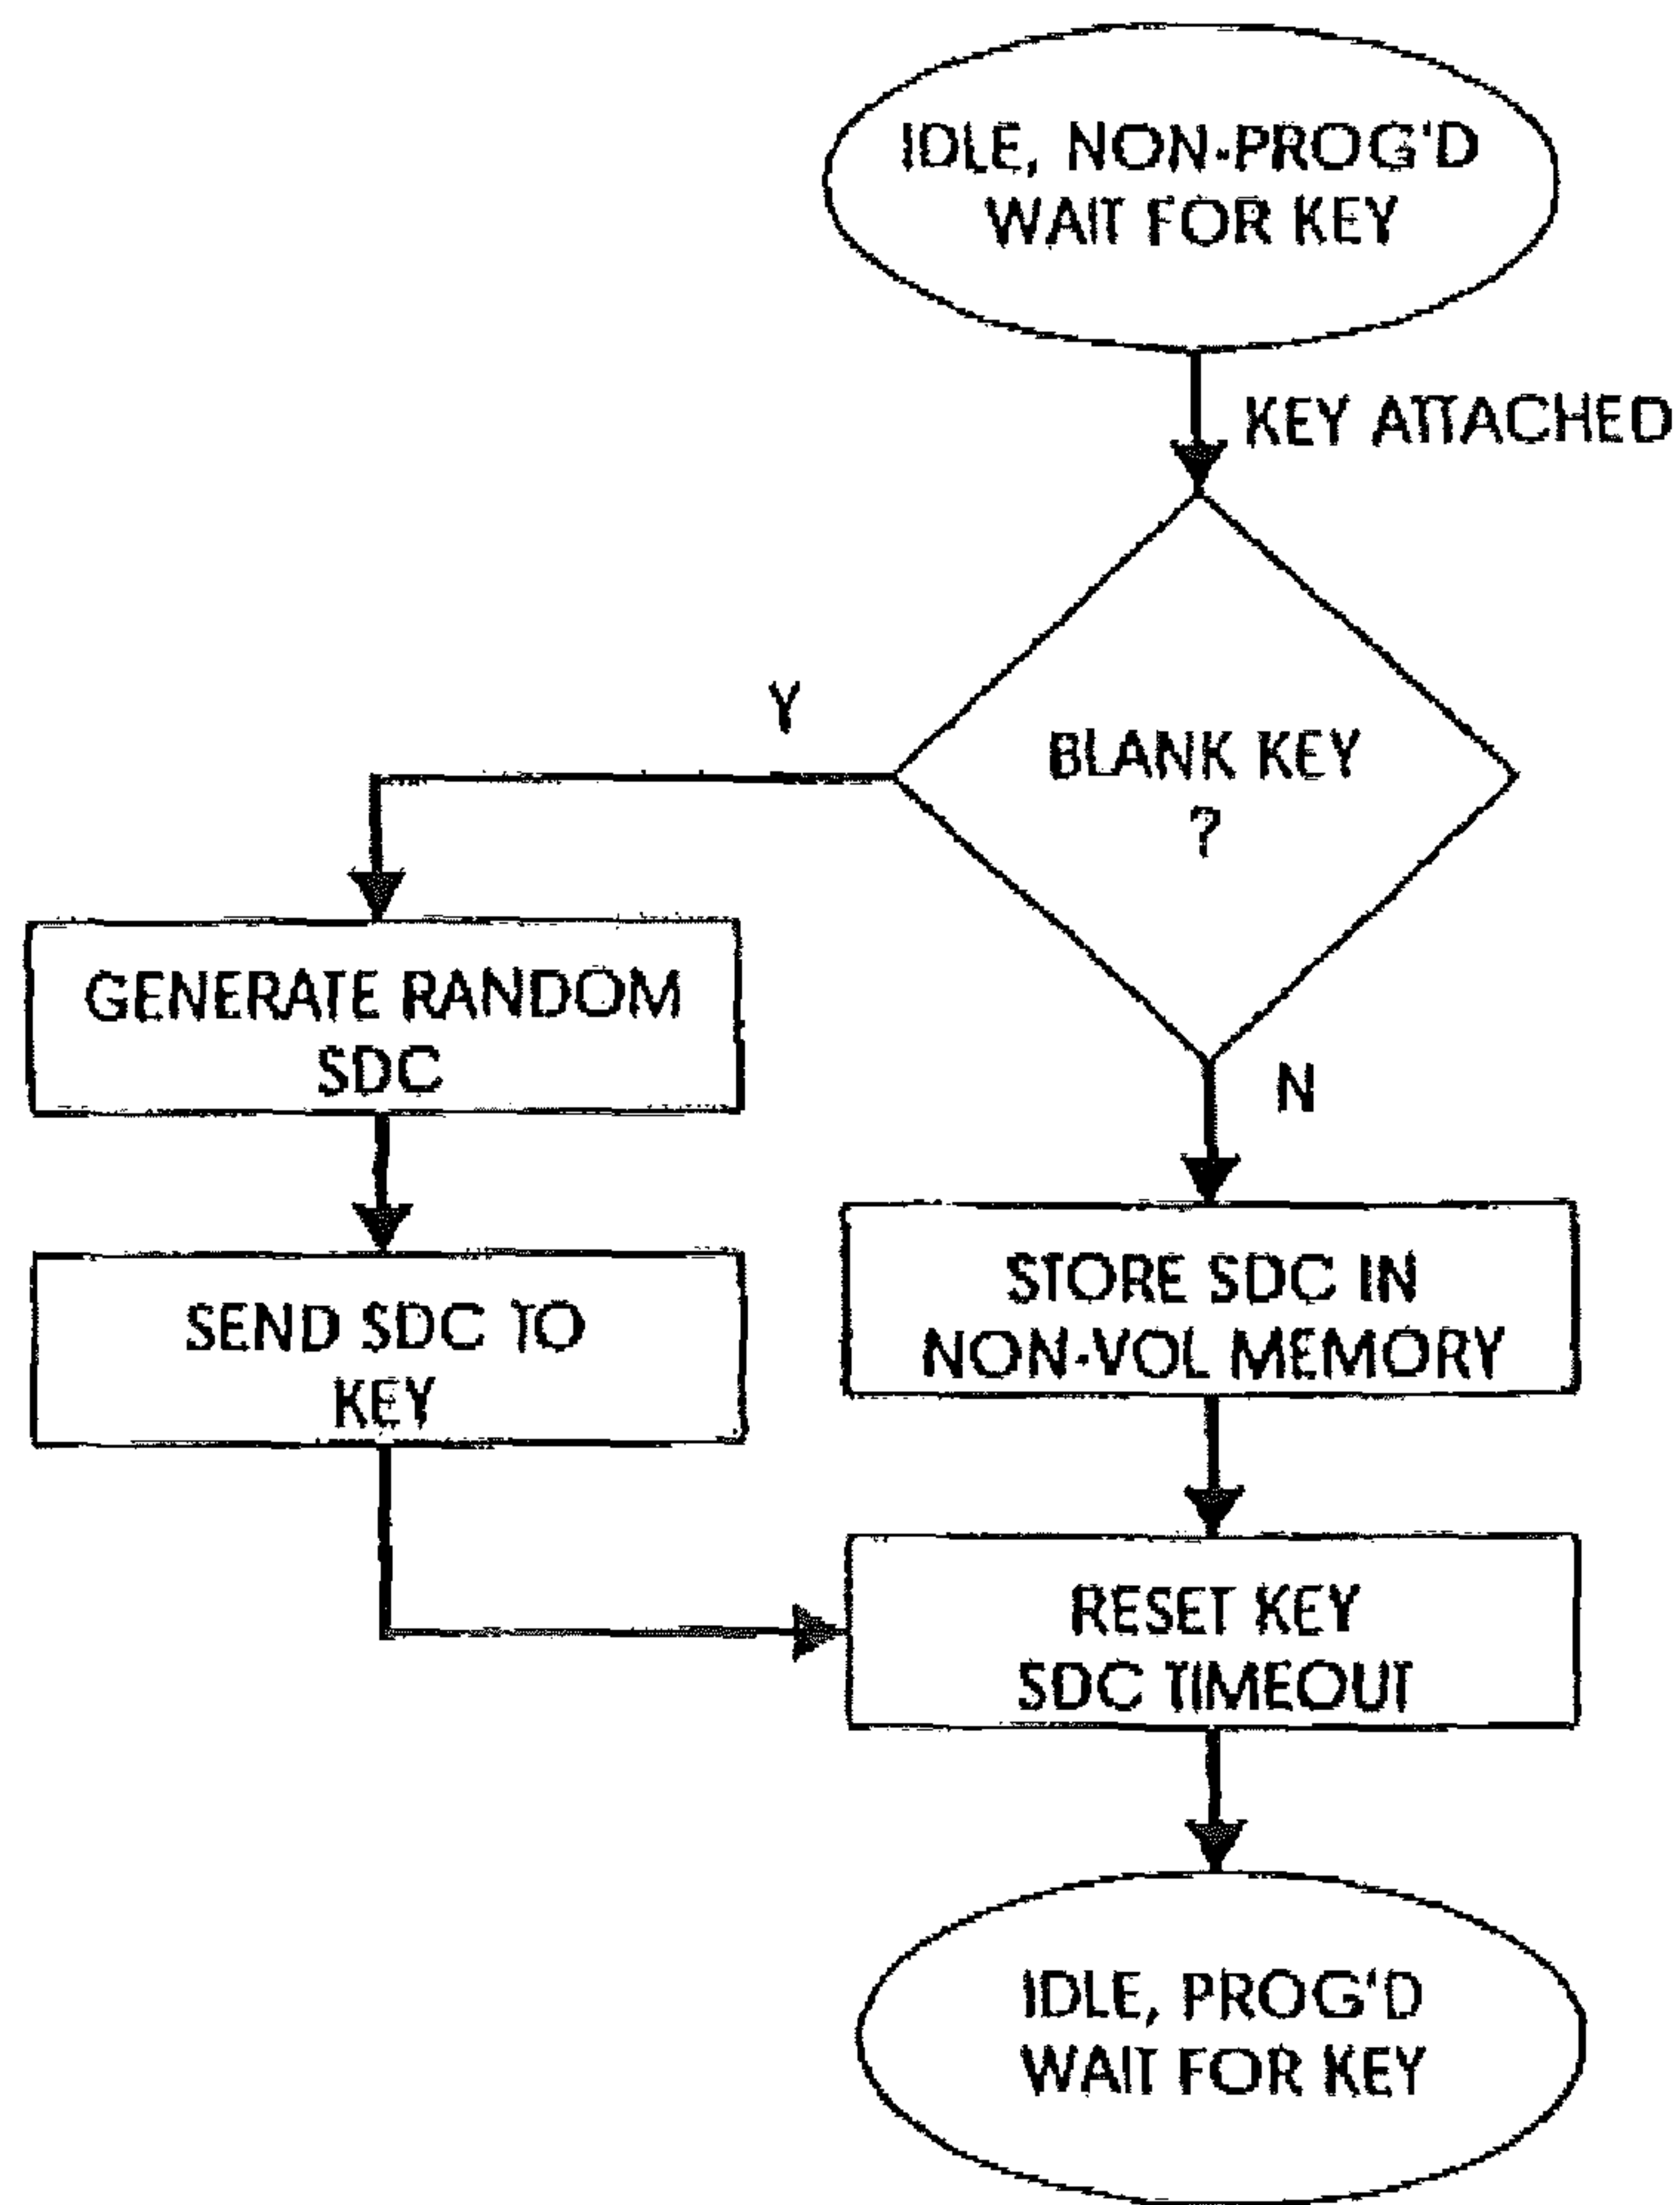 IDLE, NON-PROG'D
WAIT FOR KEY
KEY ATTACHED
BLANK KEY
?
Y
N
GENERATE RANDOM
SDC
SEND SDC TO
KEY
STORE SDC IN
NON-VOL MEMORY
RESET KEY
SDC TIMEOUT
IDLE, PROG'D
WAIT FOR KEY